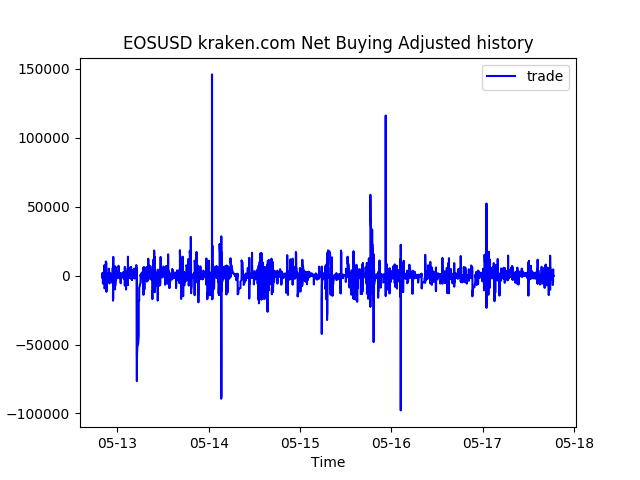 EOSUSD kraken.com Net Buying Adjusted history
trade
150000
100000
50000
0
−50000
−100000
05-13 05-14 05-15 05-16 05-17 05-18
Time